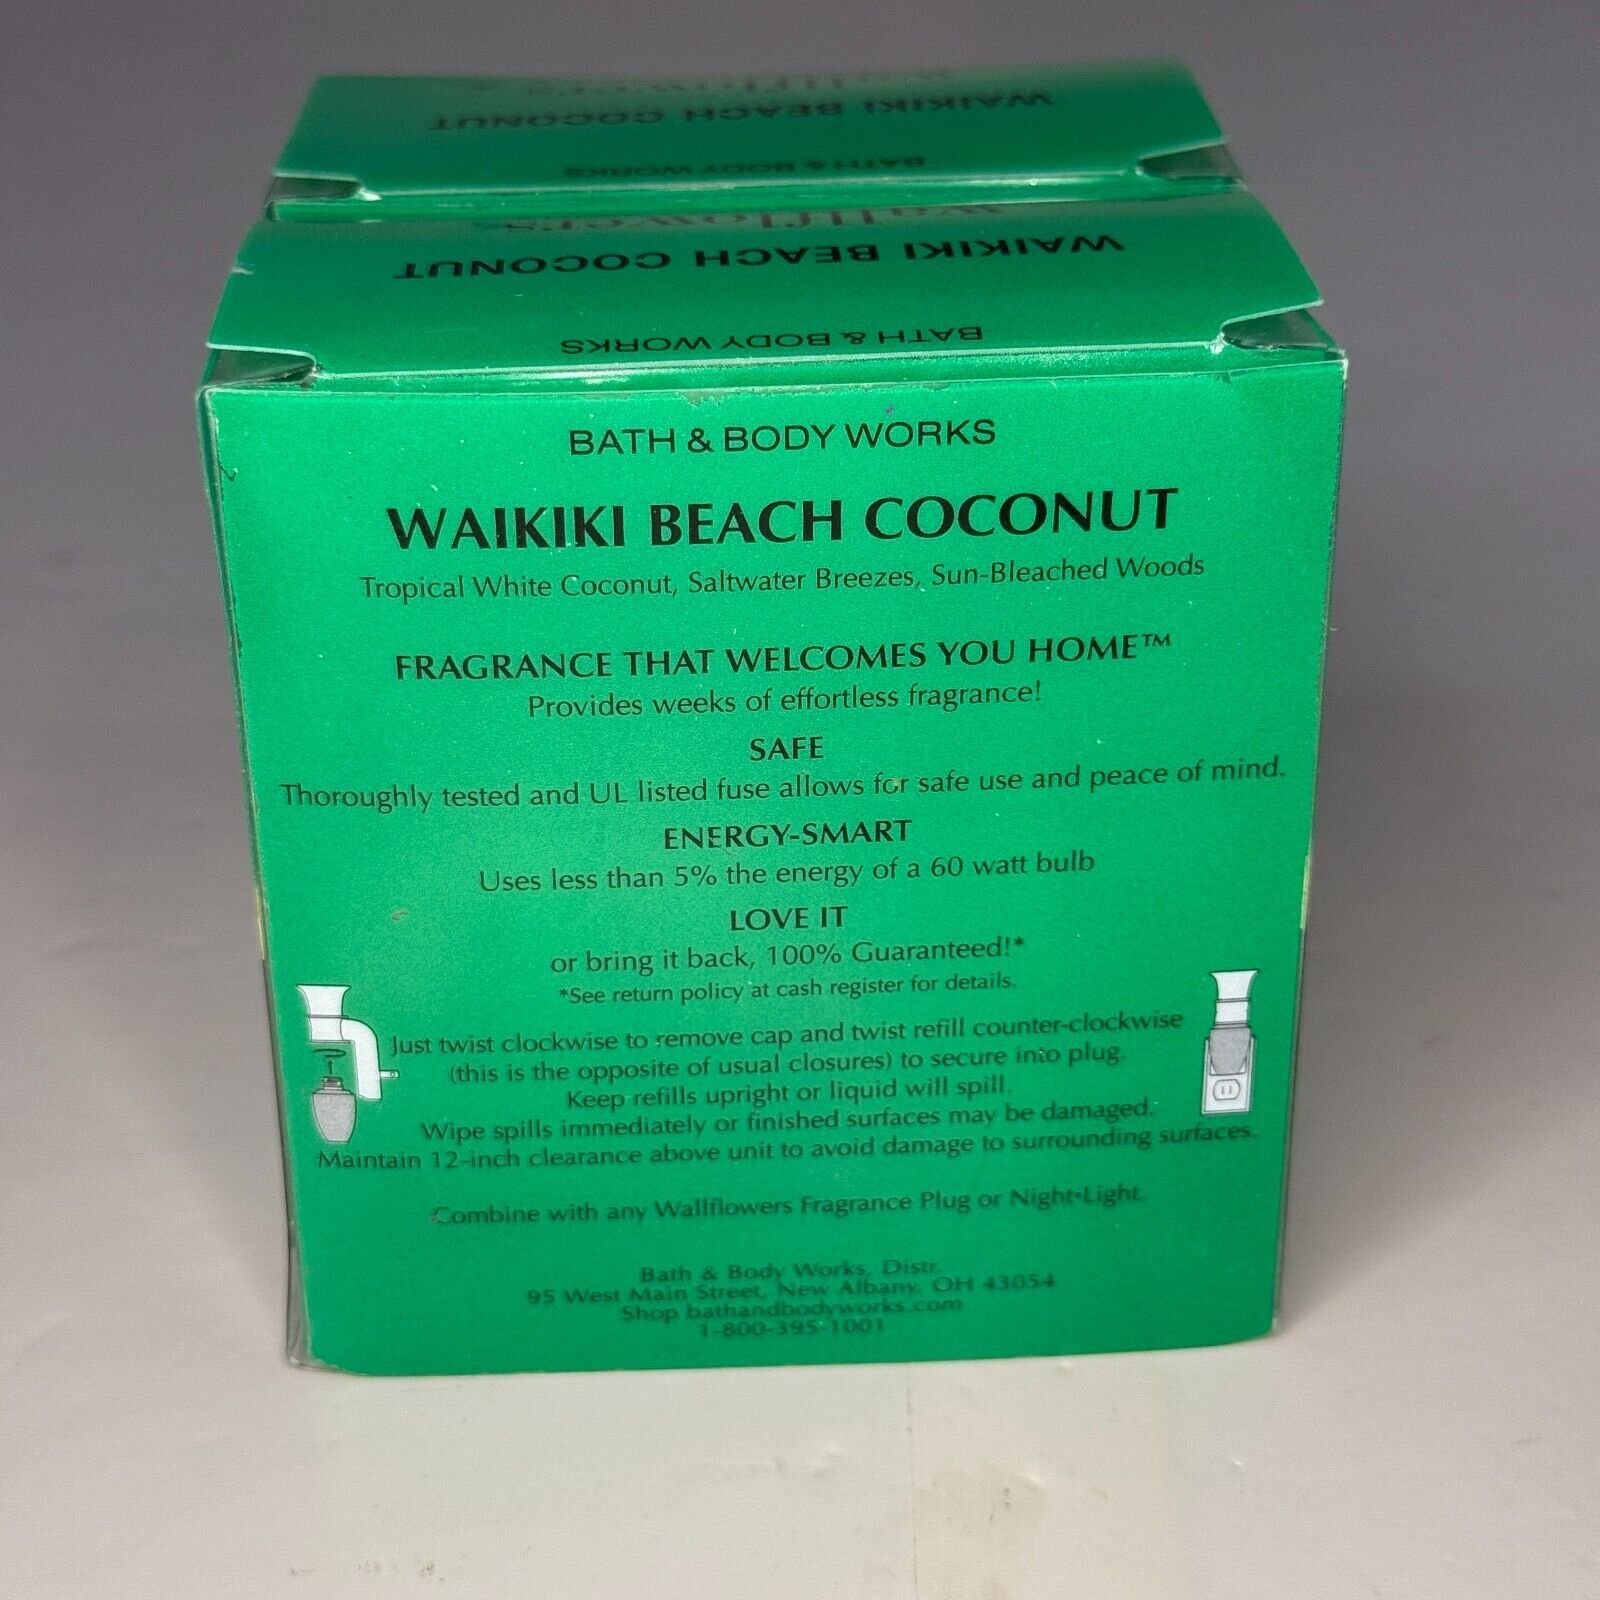 wallflowers
WAIKIKI BEACH COCONUT
BATH & BODY WORKS
wallflowers
WAIKIKI BEACH COCONUT
BATH & BODY WORKS
BATH & BODY WORKS
WAIKIKI BEACH COCONUT
Tropical White Coconut, Saltwater Breezes, Sun-Bleached Woods
FRAGRANCE THAT WELCOMES YOU HOME™
Provides weeks of effortless fragrance!
SAFE
Thoroughly tested and UL listed fuse allows for safe use and peace of mind.
ENERGY-SMART
Uses less than 5% the energy of a 60 watt bulb
LOVE IT
or bring it back, 100% Guaranteed!*
*See return policy at cash register for details.
Just twist clockwise to remove cap and twist refill counter-clockwise
(this is the opposite of usual closures) to secure into plug.
Keep refills upright or liquid will spill.
Wipe spills immediately or finished surfaces may be damaged.
Maintain 12-inch clearance above unit to avoid damage to surrounding surfaces.
Combine with any Wallflowers Fragrance Plug or Night•Light.
Bath & Body Works, Distr.
95 West Main Street, New Albany, OH 43054
Shop bathandbodyworks.com
1-800-395-1001